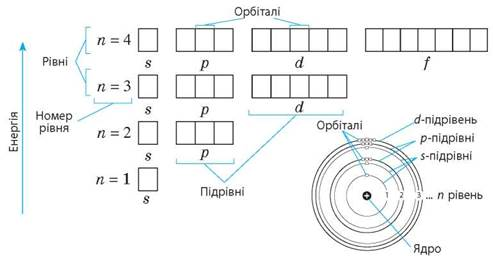 Орбіталі
n = 4
s p d f
Рівні
n = 3
s p d
Номер
рівня
n = 2
s p
Підрівні
n = 1
s
Енергія
Орбіталі
d-підрівень
p-підрівні
s-підрівні
1 2 3 ... n рівень
Ядро